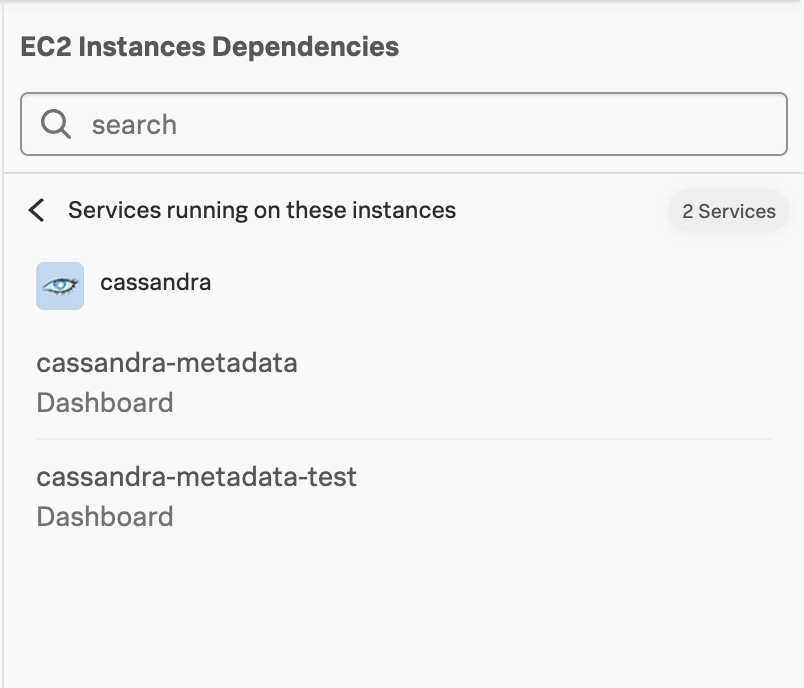 EC2 Instances Dependencies
search
Services running on these instances
2 Services
cassandra
cassandra-metadata
Dashboard
cassandra-metadata-test
Dashboard